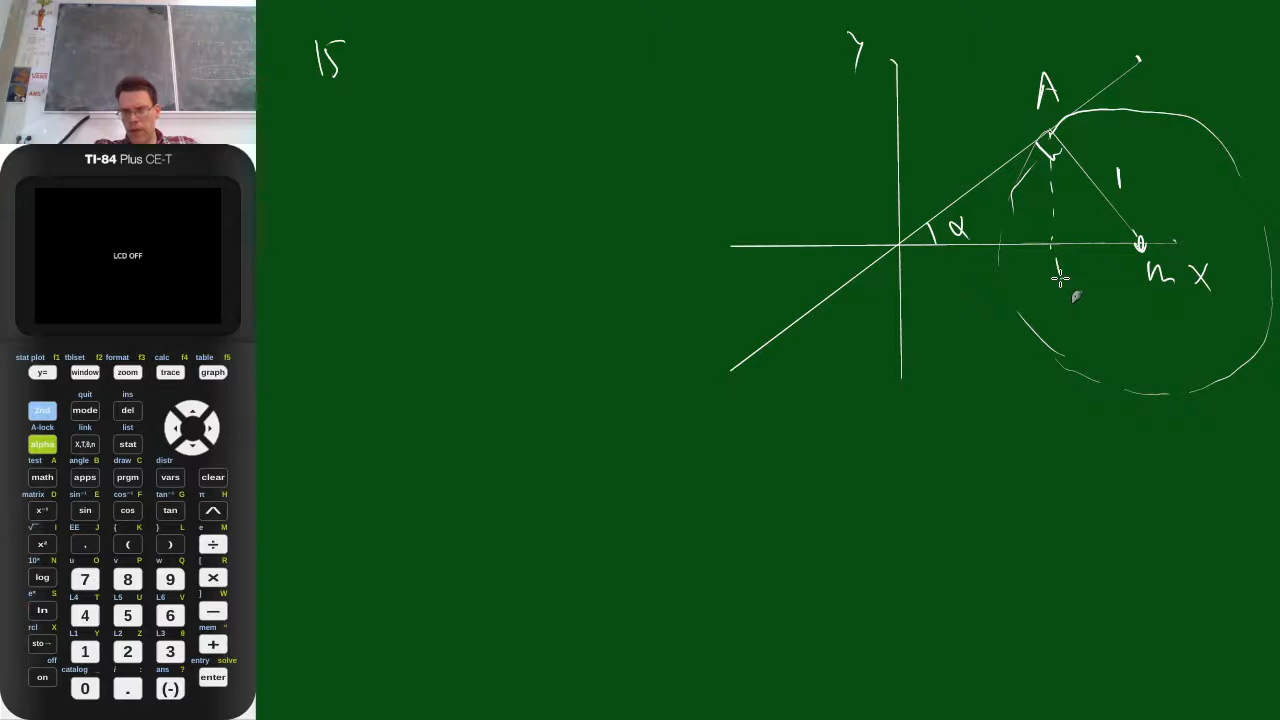 15
y
A
1
α
m x
VANS
ANS
TI-84 Plus CE-T
LCD OFF
stat plot f1 tblset f2 format f3 calc f4 table f5
y= window zoom trace graph
quit ins
2nd mode del
A-lock link list
alpha X,T,θ,n stat
test A angle B draw C distr
math apps prgm vars clear
matrix D sin⁻¹ E cos⁻¹ F tan⁻¹ G π H
x⁻¹ sin cos tan ^
√ I EE J { K } L e M
x² , ( ) ÷
10ˣ N u O v P w Q [ R
log 7 8 9 ×
eˣ S L4 T L5 U L6 V ] W
ln 4 5 6 −
rcl X L1 Y L2 Z L3 θ mem "
sto→ 1 2 3 +
off catalog _ i : ans ? entry solve
on 0 . (-) enter